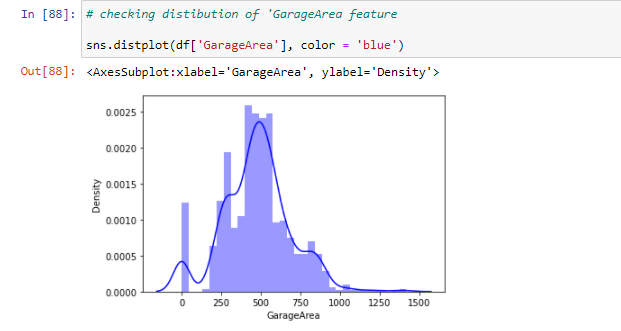 In [88]: # checking distibution of 'GarageArea feature
sns.distplot(df['GarageArea'], color = 'blue')
Out[88]: <AxesSubplot:xlabel='GarageArea', ylabel='Density'>
0.0025
0.0020
0.0015
0.0010
0.0005
0.0000
Density
0 250 500 750 1000 1250 1500
GarageArea